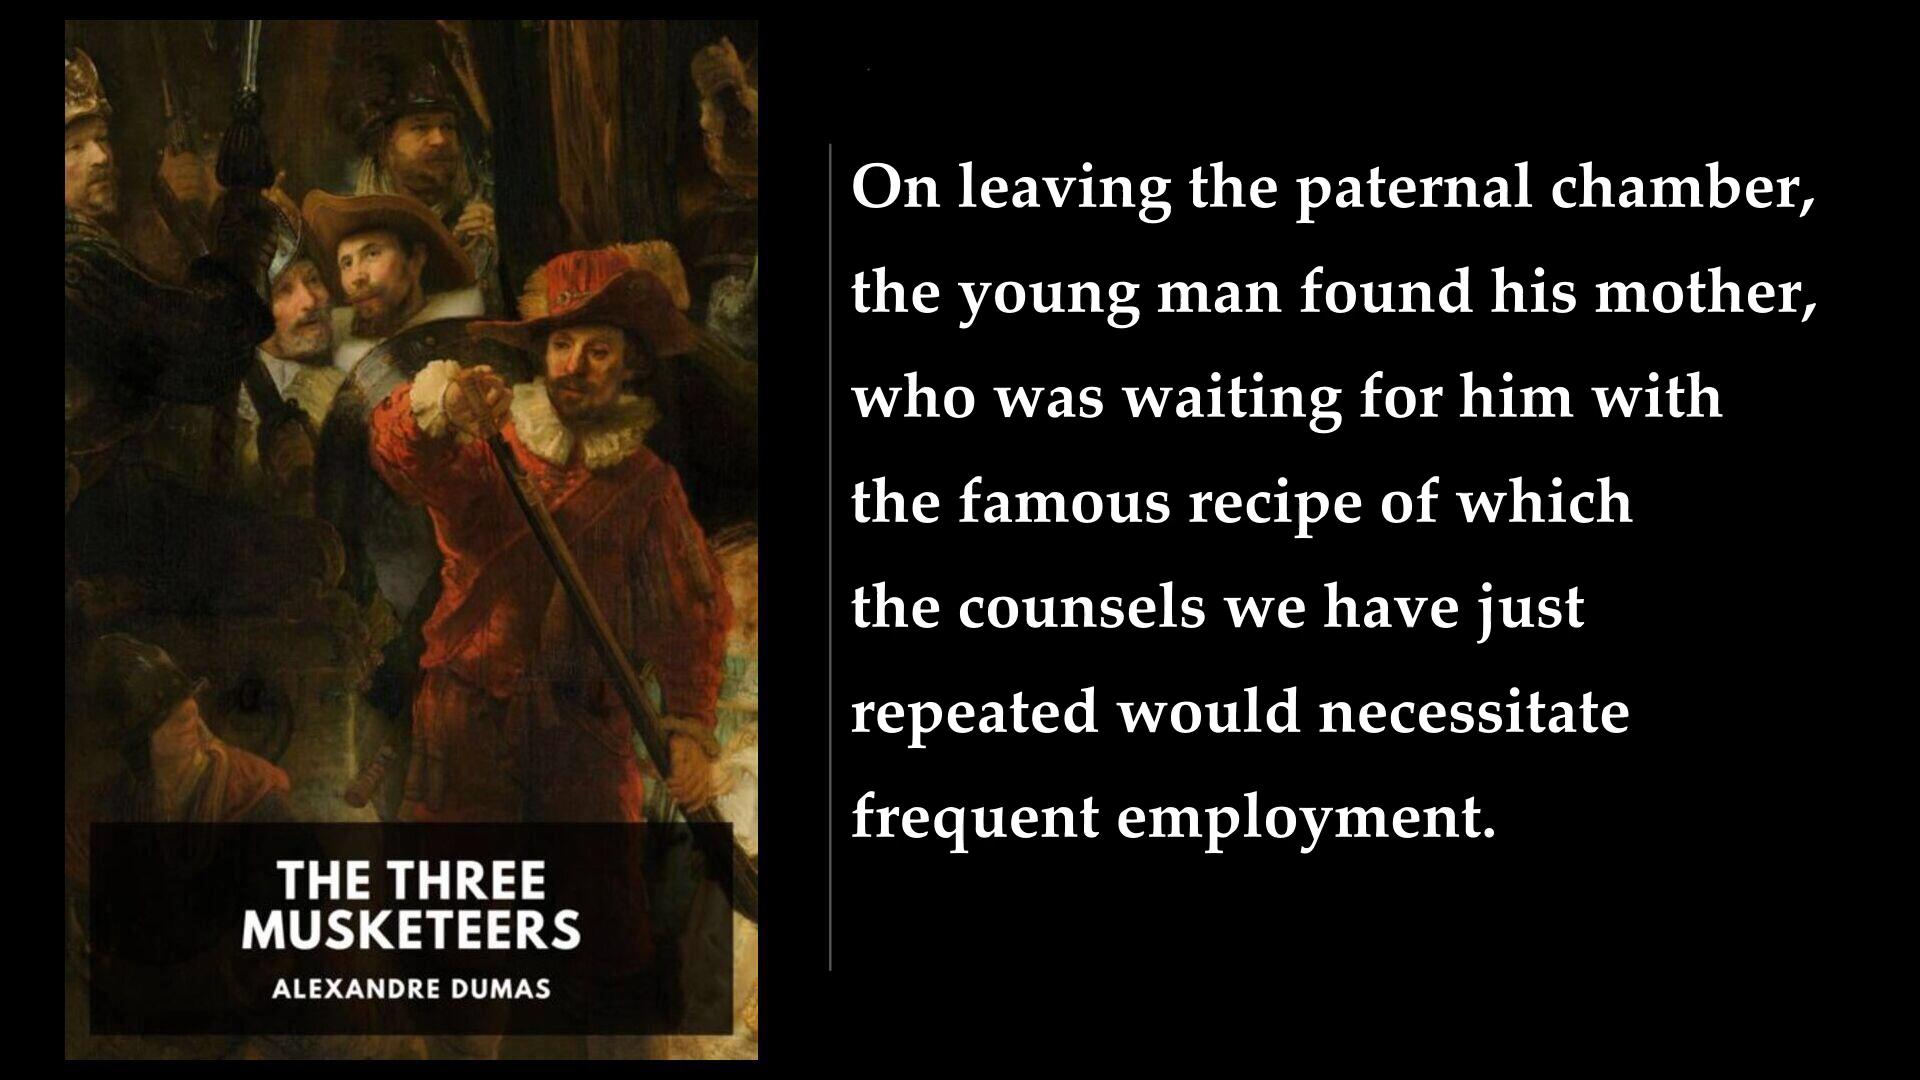 THE THREE
MUSKETEERS
ALEXANDRE DUMAS
On leaving the paternal chamber,
the young man found his mother,
who was waiting for him with
the famous recipe of which
the counsels we have just
repeated would necessitate
frequent employment.